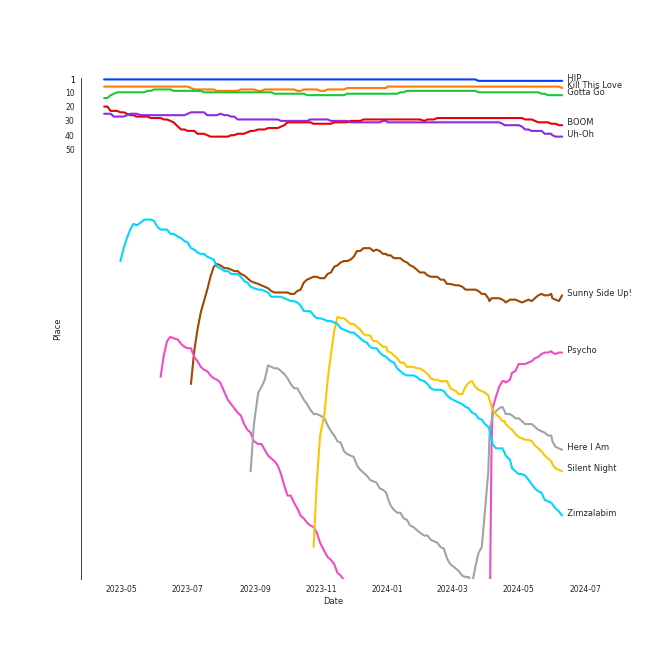 HIP
Kill This Love
Gotta Go
BOOM
Uh-Oh
Sunny Side Up!
Psycho
Here I Am
Silent Night
Zimzalabim
1
10
20
30
40
50
Place
2023-05
2023-07
2023-09
2023-11
2024-01
2024-03
2024-05
2024-07
Date